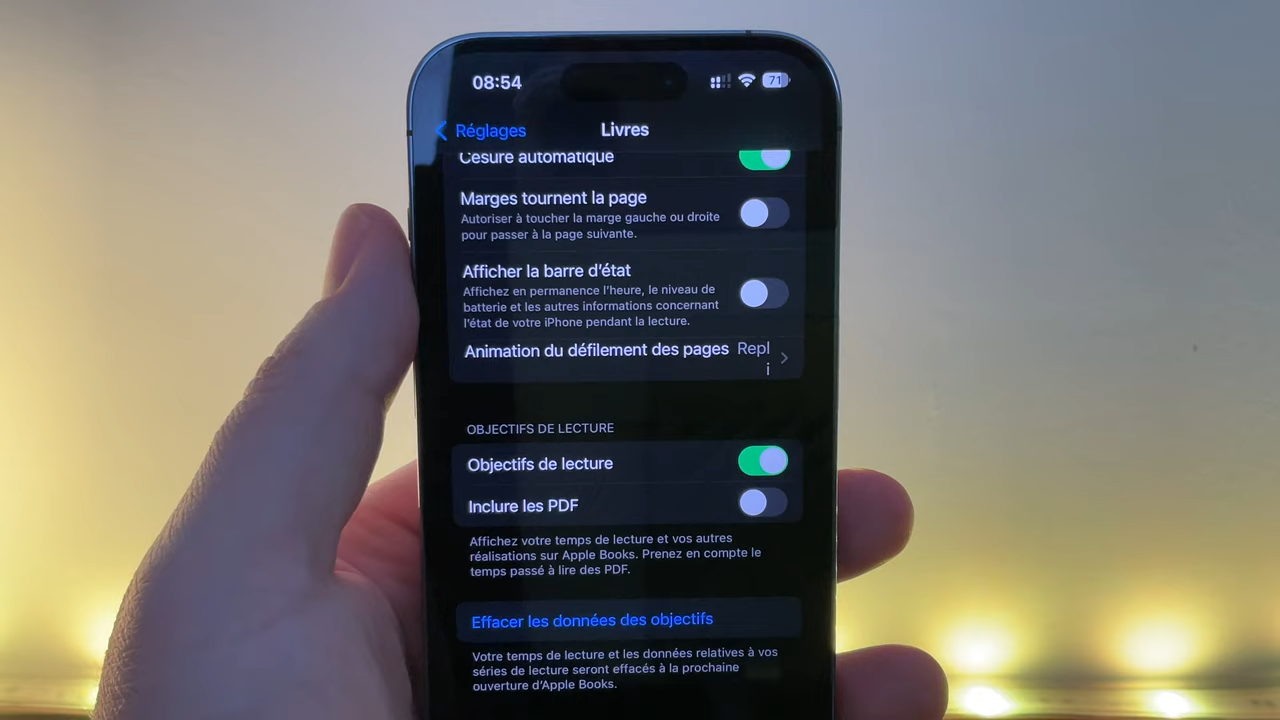 08:54
71
Réglages
Livres
Césure automatique
Marges tournent la page
Autoriser à toucher la marge gauche ou droite
pour passer à la page suivante.
Afficher la barre d'état
Affichez en permanence l'heure, le niveau de
batterie et les autres informations concernant
l'état de votre iPhone pendant la lecture.
Animation du défilement des pages Repl
i
OBJECTIFS DE LECTURE
Objectifs de lecture
Inclure les PDF
Affichez votre temps de lecture et vos autres
réalisations sur Apple Books. Prenez en compte le
temps passé à lire des PDF.
Effacer les données des objectifs
Votre temps de lecture et les données relatives à vos
séries de lecture seront effacés à la prochaine
ouverture d'Apple Books.